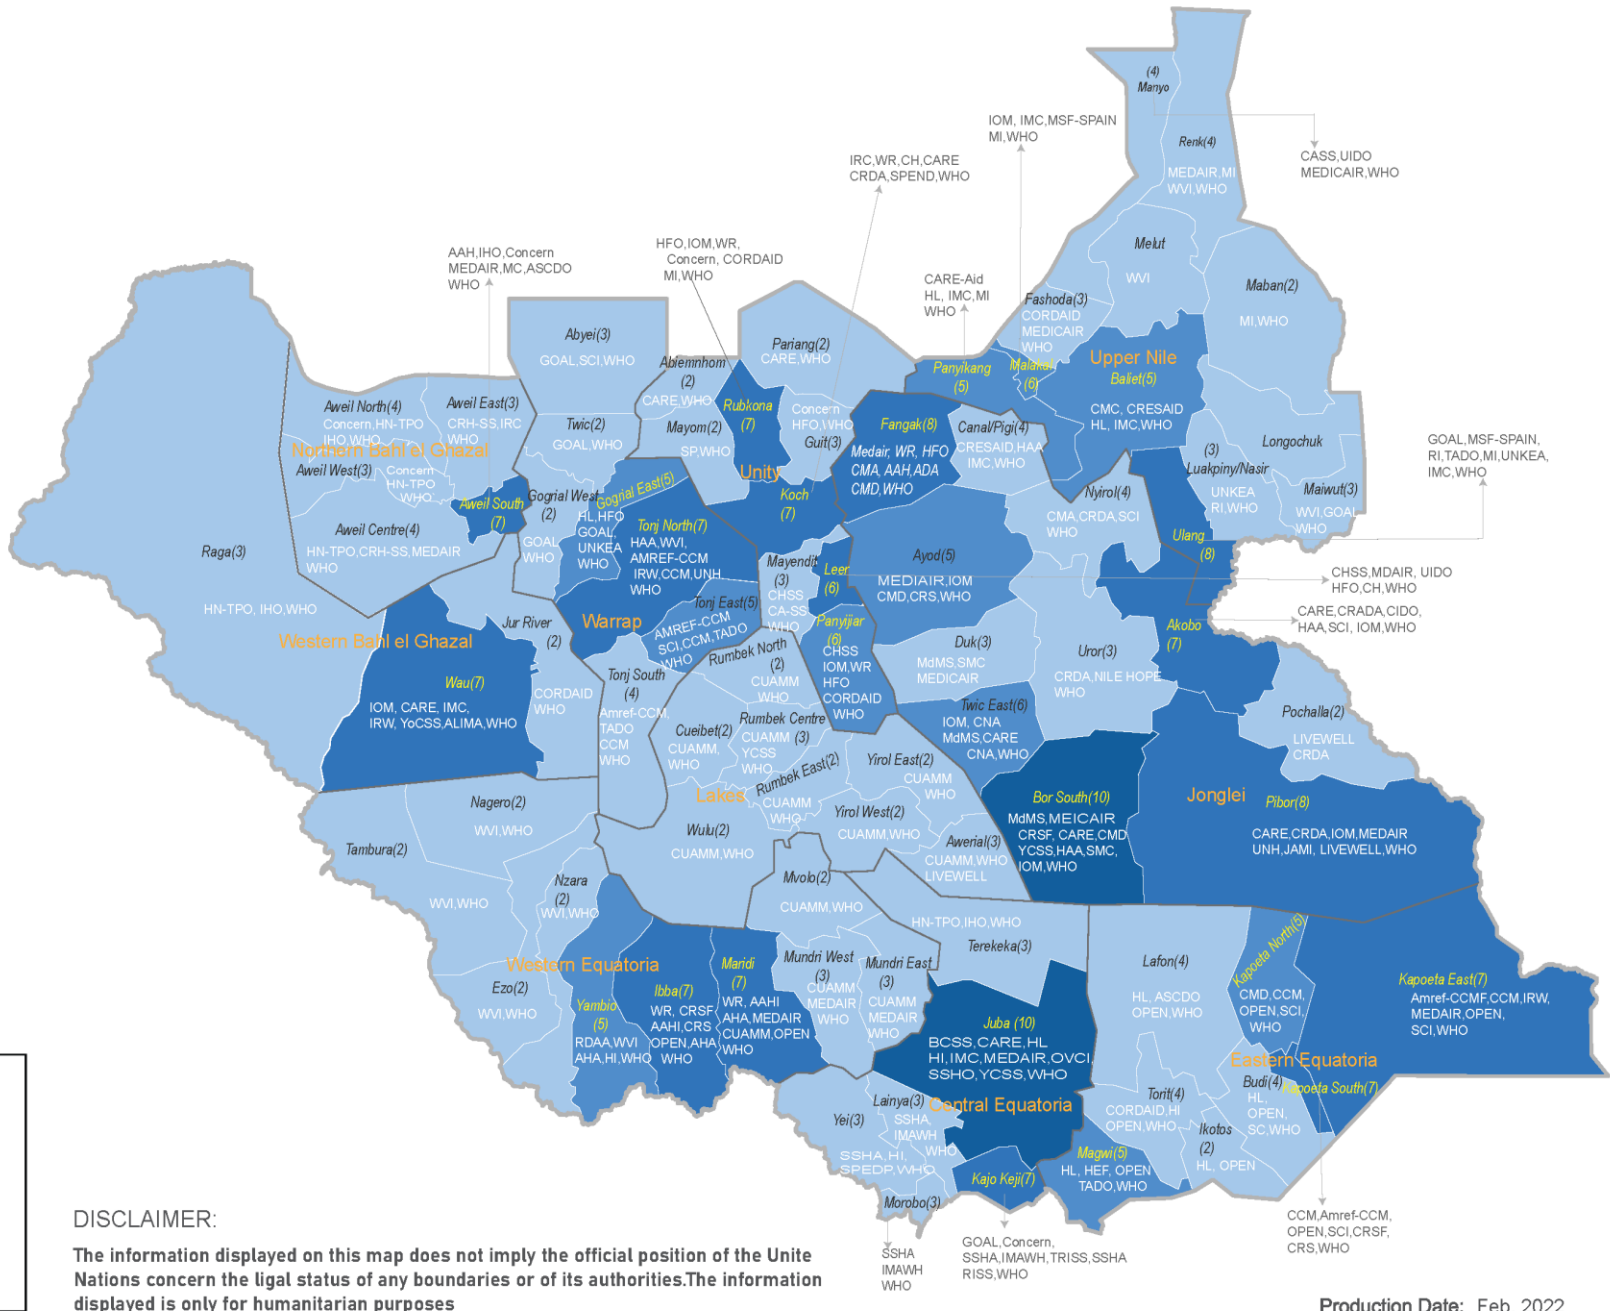 (4)
Manyo
Renk(4)
MEDAIR,MI
WVI,WHO
CASS,UIDO
MEDICAIR,WHO
IOM, IMC,MSF-SPAIN
MI,WHO
IRC,WR,CH,CARE
CRDA,SPEND,WHO
HFO,IOM,WR,
Concern, CORDAID
MI,WHO
AAH,IHO,Concern
MEDAIR,MC,ASCDO
WHO
CARE-Aid
HL, IMC,MI
WHO
Melut
WVI
Maban(2)
MI,WHO
Fashoda(3)
CORDAID
MEDICAIR
WHO
Upper Nile
Baliet(5)
CMC, CRESAID
HL, IMC,WHO
Panyikang
(5)
Malakal
(6)
Abyei(3)
GOAL,SCI,WHO
Abiemnhom
(2)
CARE,WHO
Pariang(2)
CARE,WHO
Rubkona
(7)
Concern
HFO,WHO
Guit(3)
Mayom(2)
SP,WHO
Unity
Koch
(7)
Fangak(8)
Medair, WR, HFO
CMA, AAH,ADA
CMD,WHO
Canal/Pigi(4)
CRESAID,HAA
IMC,WHO
(3)
Luakpiny/Nasir
UNKEA
RI,WHO
Longochuk
Maiwut(3)
WVI,GOAL
WHO
GOAL,MSF-SPAIN,
RI,TADO,MI,UNKEA,
IMC,WHO
Aweil North(4)
Concern,HN-TPO
IHO,WHO
Aweil East(3)
CRH-SS,IRC
WHO
Northern Bahl el Ghazal
Aweil West(3)
Concern
HN-TPO
WHO
Aweil South
(7)
Aweil Centre(4)
HN-TPO,CRH-SS,MEDAIR
WHO
Twic(2)
GOAL,WHO
Gogrial West
(2)
GOAL
WHO
Gogrial East(5)
HL,HFO
GOAL,
UNKEA
WHO
Tonj North(7)
HAA,WVI,
AMREF-CCM
IRW,CCM,UNH
WHO
Nyirol(4)
CMA,CRDA,SCI
WHO
Ulang
(8)
Raga(3)
HN-TPO, IHO,WHO
Western Bahl el Ghazal
Jur River
(2)
CORDAID
WHO
Warrap
Tonj East(5)
AMREF-CCM
SCI,CCM,TADO
WHO
Mayendit
(3)
CHSS
CA-SS
WHO
Leer
(6)
Ayod(5)
MEDIAIR,IOM
CMD,CRS,WHO
CHSS,MDAIR, UIDO
HFO,CH,WHO
CARE,CRADA,CIDO,
HAA,SCI, IOM,WHO
Akobo
(7)
Panyijiar
(6)
CHSS
IOM,WR
HFO
CORDAID
WHO
Duk(3)
MdMS,SMC
MEDICAIR
Uror(3)
CRDA,NILE HOPE
WHO
Wau(7)
IOM, CARE, IMC,
IRW, YoCSS,ALIMA,WHO
Tonj South
(4)
Amref-CCM,
TADO
CCM
WHO
Rumbek North
(2)
CUAMM
WHO
Cueibet(2)
CUAMM,
WHO
Rumbek Centre
(3)
CUAMM
YCSS
WHO
Rumbek East(2)
CUAMM
WHO
Twic East(6)
IOM, CNA
MdMS,CARE
CNA,WHO
Pochalla(2)
LIVEWELL
CRDA
Yirol East(2)
CUAMM
WHO
Lakes
Wulu(2)
CUAMM,WHO
Yirol West(2)
CUAMM,WHO
Awerial(3)
CUAMM,WHO
LIVEWELL
Bor South(10)
MdMS,MEICAIR
CRSF, CARE,CMD
YCSS,HAA,SMC,
IOM,WHO
Jonglei
Pibor(8)
CARE,CRDA,IOM,MEDAIR
UNH,JAMI, LIVEWELL,WHO
Nagero(2)
WVI,WHO
Tambura(2)
WVI,WHO
Nzara
(2)
WVI,WHO
Mvolo(2)
CUAMM,WHO
HN-TPO,IHO,WHO
Terekeka(3)
Western Equatoria
Ezo(2)
WVI,WHO
Yambio
(5)
RDAA,WVI
AHA,HI,WHO
Ibba(7)
WR, CRSF
AAHI,CRS
OPEN,AHA
WHO
Maridi
(7)
WR, AAHI
AHA,MEDAIR
CUAMM,OPEN
WHO
Mundri West
(3)
CUAMM
MEDAIR
WHO
Mundri East
(3)
CUAMM
MEDAIR
WHO
Lafon(4)
HL, ASCDO
OPEN,WHO
Kapoeta North(5)
CMD,CCM,
OPEN,SCI,
WHO
Kapoeta East(7)
Amref-CCMF,CCM,IRW,
MEDAIR,OPEN,
SCI,WHO
Juba (10)
BCSS,CARE,HL
HI,IMC,MEDAIR,OVCI,
SSHO,YCSS,WHO
Central Equatoria
Eastern Equatoria
Budi(4)
HL,
OPEN,
SC,WHO
Kapoeta South(7)
Torit(4)
CORDAID,HI
OPEN,WHO
Ikotos
(2)
HL, OPEN
Yei(3)
SSHA,HI,
SPEDP,WHO
Lainya(3)
SSHA,
IMAWH
WHO
Morobo(3)
SSHA
IMAWH
WHO
Kajo Keji(7)
GOAL,Concern,
SSHA,IMAWH,TRISS,SSHA
RISS,WHO
Magwi(5)
HL, HEF, OPEN
TADO,WHO
CCM,Amref-CCM,
OPEN,SCI,CRSF,
CRS,WHO
DISCLAIMER:
The information displayed on this map does not imply the official position of the Unite
Nations concern the ligal status of any boundaries or of its authorities.The information
displayed is only for humanitarian purposes
Production Date: Feb, 2022